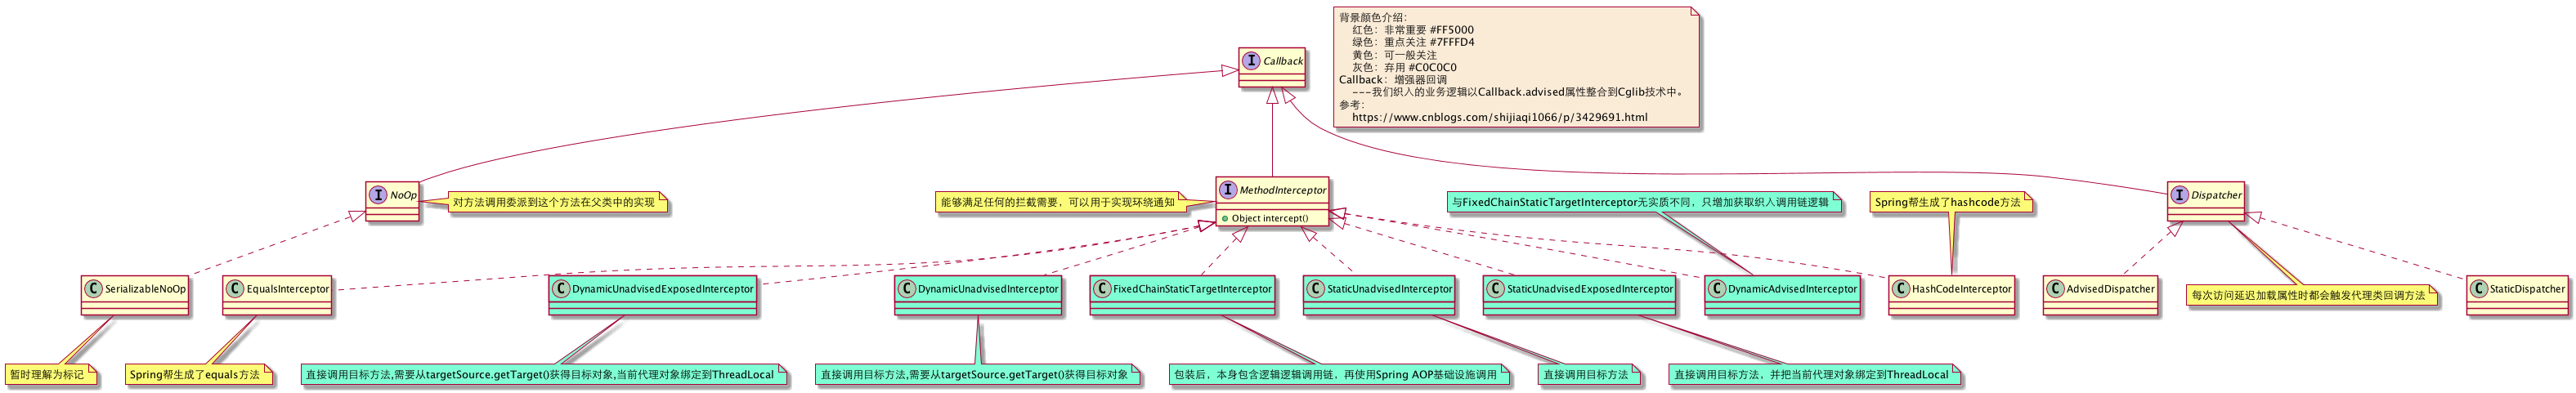 背景颜色介绍：
红色：非常重要 #FF5000
绿色：重点关注 #7FFFD4
黄色：可一般关注
灰色：弃用 #C0C0C0
Callback：增强器回调
---我们织入的业务逻辑以Callback.advised属性整合到Cglib技术中。
参考：
https://www.cnblogs.com/shijiaqi1066/p/3429691.html
I Callback
I NoOp
对方法调用委派到这个方法在父类中的实现
能够满足任何的拦截需要，可以用于实现环绕通知
I MethodInterceptor
Object intercept()
与FixedChainStaticTargetInterceptor无实质不同，只增加获取织入调用链逻辑
Spring帮生成了hashcode方法
I Dispatcher
C SerializableNoOp
C EqualsInterceptor
C DynamicUnadvisedExposedInterceptor
C DynamicUnadvisedInterceptor
C FixedChainStaticTargetInterceptor
C StaticUnadvisedInterceptor
C StaticUnadvisedExposedInterceptor
C DynamicAdvisedInterceptor
C HashCodeInterceptor
C AdvisedDispatcher
每次访问延迟加载属性时都会触发代理类回调方法
C StaticDispatcher
暂时理解为标记
Spring帮生成了equals方法
直接调用目标方法,需要从targetSource.getTarget()获得目标对象,当前代理对象绑定到ThreadLocal
直接调用目标方法,需要从targetSource.getTarget()获得目标对象
包装后，本身包含逻辑逻辑调用链，再使用Spring AOP基础设施调用
直接调用目标方法
直接调用目标方法，并把当前代理对象绑定到ThreadLocal